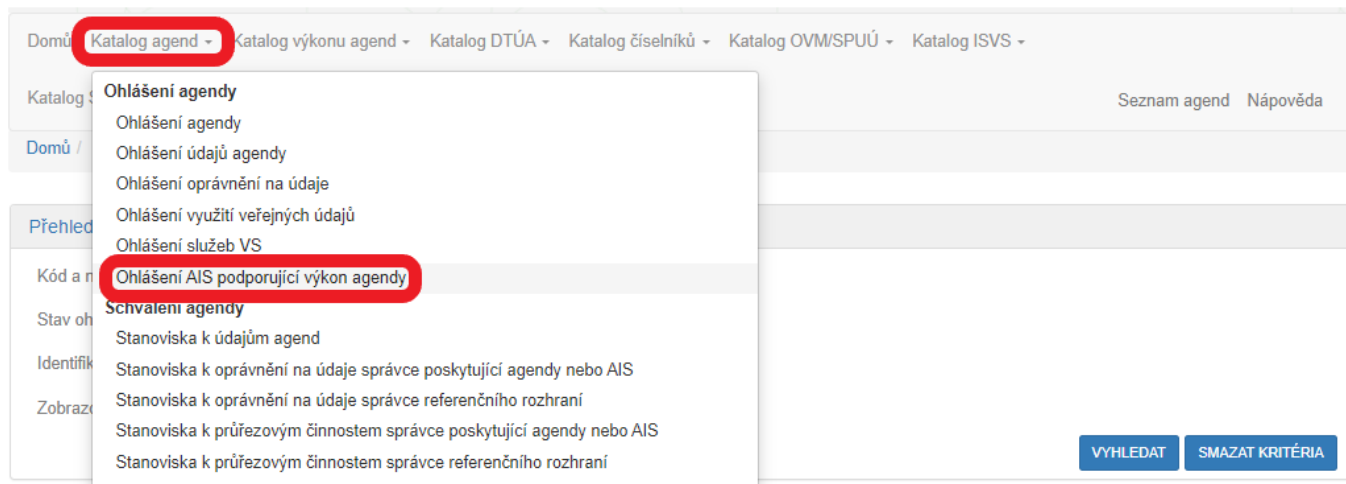 Domů Katalog agend Katalog výkonu agend Katalog DTÚA Katalog číselníků Katalog OVM/SPUÚ Katalog ISVS
Katalog Seznam agend Nápověda
Ohlášení agendy
Ohlášení agendy
Domů /
Ohlášení údajů agendy
Ohlášení oprávnění na údaje
Ohlášení využití veřejných údajů
Přehled
Ohlášení služeb VS
Kód a n
Ohlášení AIS podporující výkon agendy
Schválení agendy
Stav oh
Stanoviska k údajům agend
Identifik
Stanoviska k oprávnění na údaje správce poskytující agendy nebo AIS
Stanoviska k oprávnění na údaje správce referenčního rozhraní
Zobraz
Stanoviska k průřezovým činnostem správce poskytující agendy nebo AIS
Stanoviska k průřezovým činnostem správce referenčního rozhraní
VYHLEDAT SMAZAT KRITÉRIA